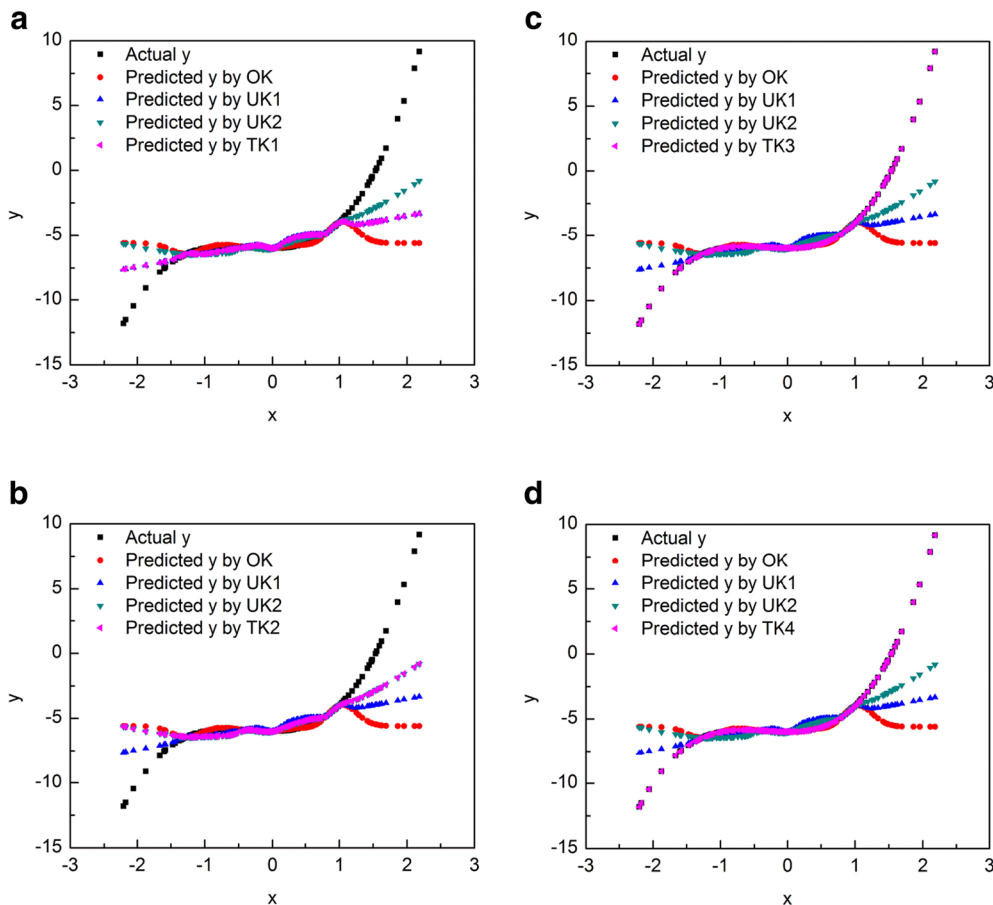 a
10
5
0
-5
-10
-15
y
Actual y
Predicted y by OK
Predicted y by UK1
Predicted y by UK2
Predicted y by TK1
-3 -2 -1 0 1 2 3
x
c
10
5
0
-5
-10
-15
y
Actual y
Predicted y by OK
Predicted y by UK1
Predicted y by UK2
Predicted y by TK3
-3 -2 -1 0 1 2 3
x
b
10
5
0
-5
-10
-15
y
Actual y
Predicted y by OK
Predicted y by UK1
Predicted y by UK2
Predicted y by TK2
-3 -2 -1 0 1 2 3
x
d
10
5
0
-5
-10
-15
y
Actual y
Predicted y by OK
Predicted y by UK1
Predicted y by UK2
Predicted y by TK4
-3 -2 -1 0 1 2 3
x